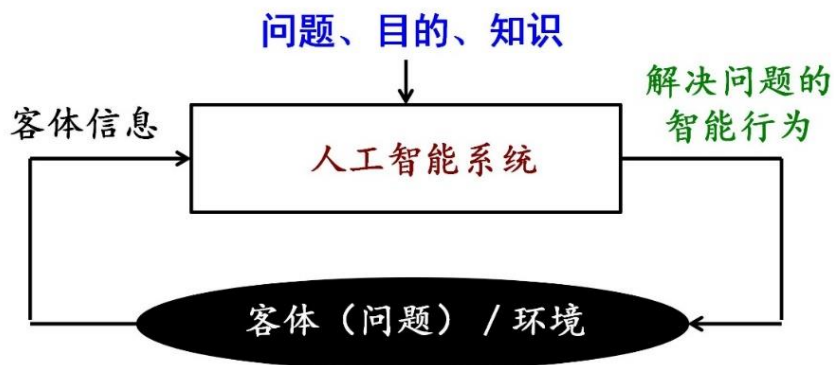 问题、目的、知识
客体信息
解决问题的
智能行为
人工智能系统
客体（问题）/环境